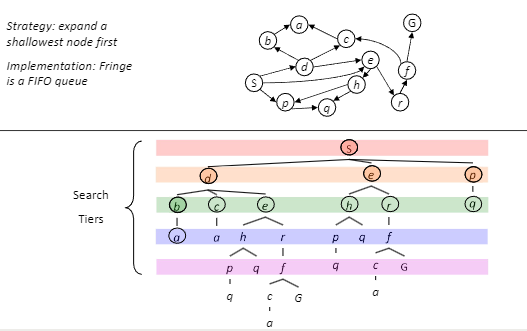 Strategy: expand a
shallowest node first
Implementation: Fringe
is a FIFO queue
G
a
b
c
e
d
f
S
h
p
q
r
S
d e p
Search
Tiers
b c e h r q
a a h r p q f
p q f q c G
q c G a
a